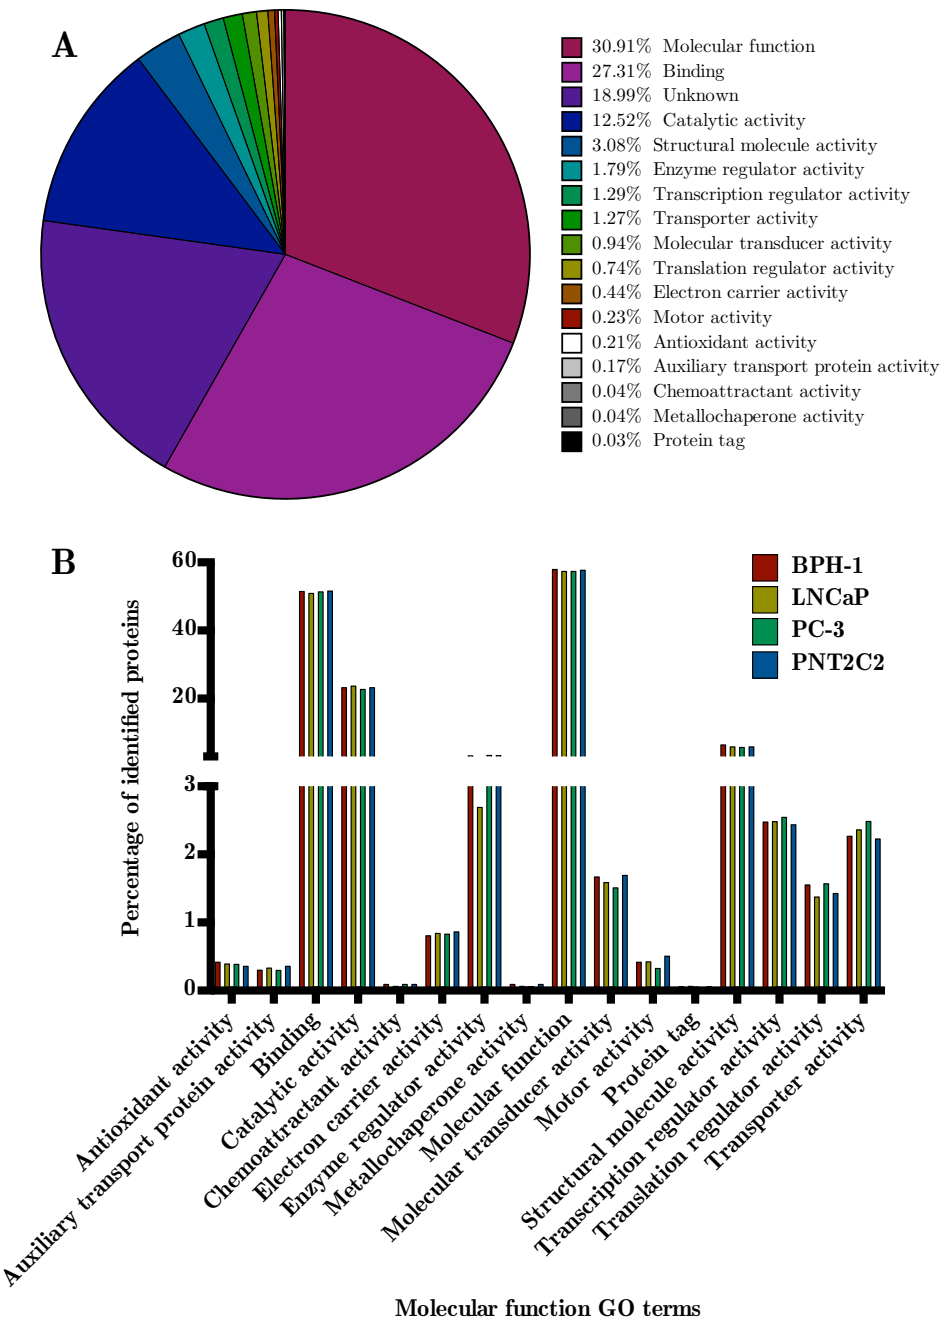 A
30.91% Molecular function
27.31% Binding
18.99% Unknown
12.52% Catalytic activity
3.08% Structural molecule activity
1.79% Enzyme regulator activity
1.29% Transcription regulator activity
1.27% Transporter activity
0.94% Molecular transducer activity
0.74% Translation regulator activity
0.44% Electron carrier activity
0.23% Motor activity
0.21% Antioxidant activity
0.17% Auxiliary transport protein activity
0.04% Chemoattractant activity
0.04% Metallochaperone activity
0.03% Protein tag
B
Percentage of identified proteins
60
40
20
3
2
1
0
BPH-1
LNCaP
PC-3
PNT2C2
Antioxidant activity
Auxiliary transport protein activity
Binding
Catalytic activity
Chemoattractant activity
Electron carrier activity
Enzyme regulator activity
Metallochaperone activity
Molecular function
Molecular transducer activity
Motor activity
Protein tag
Structural molecule activity
Transcription regulator activity
Translation regulator activity
Transporter activity
Molecular function GO terms